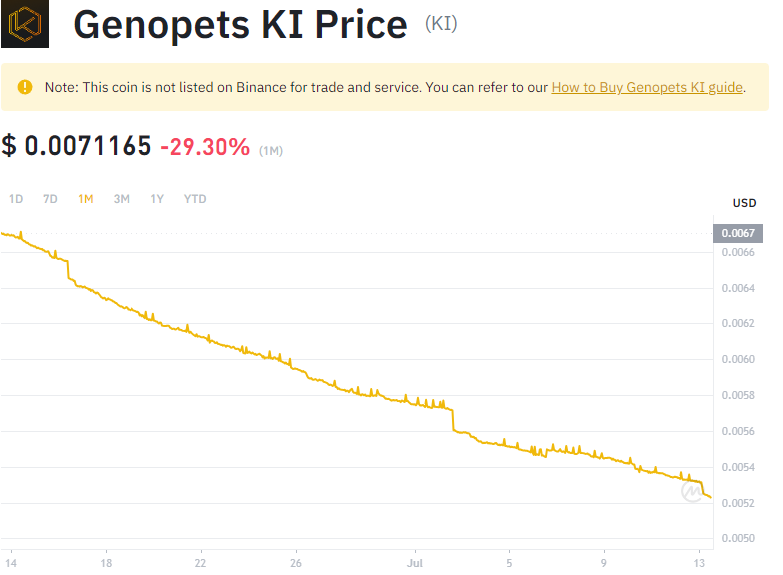 Genopets KI Price (KI)
Note: This coin is not listed on Binance for trade and service. You can refer to our How to Buy Genopets KI guide.
$ 0.0071165 -29.30% (1M)
1D 7D 1M 3M 1Y YTD
USD
0.0067
0.0066
0.0064
0.0062
0.0060
0.0058
0.0056
0.0054
0.0052
0.0050
14 18 22 26 Jul 5 9 13